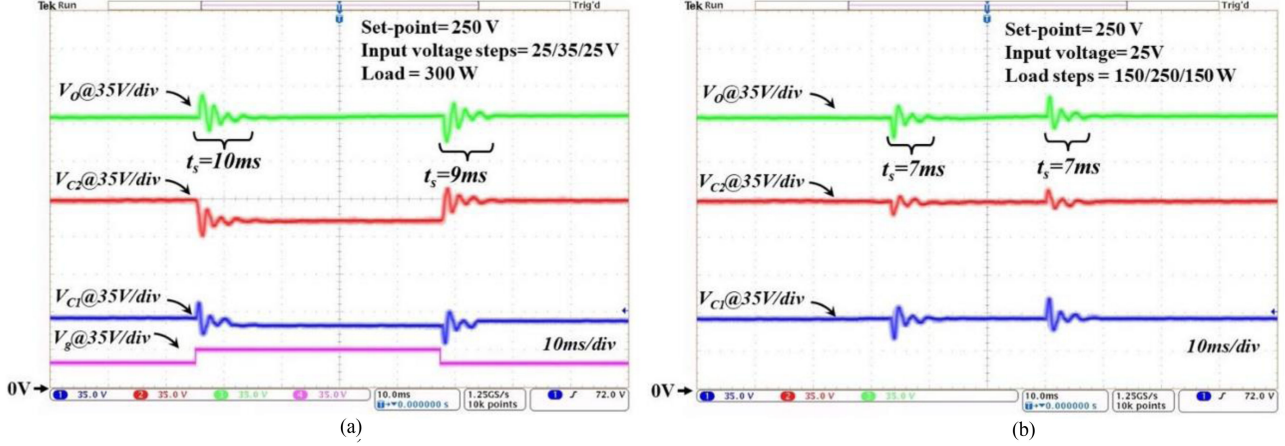 Tek Run
Trig'd
Set-point= 250 V
Input voltage steps= 25/35/25 V
Load = 300 W
VO@35V/div
ts=10ms
ts=9ms
VC2@35V/div
VC1@35V/div
Vg@35V/div
10ms/div
0V
1 35.0 V 2 35.0 V 3 35.0 V 4 35.0 V
10.0ms
0.000000 s
1.25GS/s
10k points
1 72.0 V
(a)
Tek Run
Trig'd
Set-point= 250 V
Input voltage= 25V
Load steps = 150/250/150 W
VO@35V/div
ts=7ms
ts=7ms
VC2@35V/div
VC1@35V/div
10ms/div
0V
1 35.0 V 2 35.0 V 3 35.0 V
10.0ms
0.000000 s
1.25GS/s
10k points
1 72.0 V
(b)